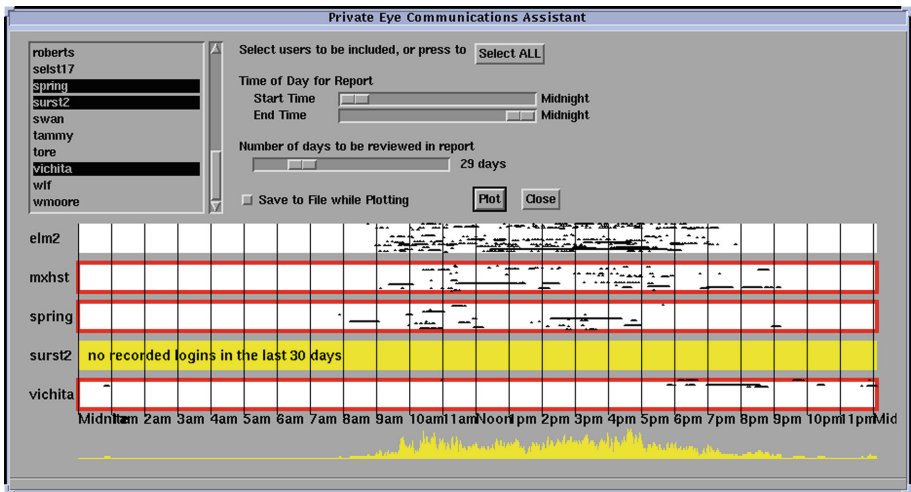 Private Eye Communications Assistant
roberts
selst17
spring
surst2
swan
tammy
tore
vichita
wlf
wmoore
Select users to be included, or press to Select ALL
Time of Day for Report
Start Time Midnight
End Time Midnight
Number of days to be reviewed in report
29 days
Save to File while Plotting Plot Close
elm2
mxhst
spring
surst2 no recorded logins in the last 30 days
vichita
Midnite 1am 2am 3am 4am 5am 6am 7am 8am 9am 10am 11am Noon 1pm 2pm 3pm 4pm 5pm 6pm 7pm 8pm 9pm 10pm 11pm Mid